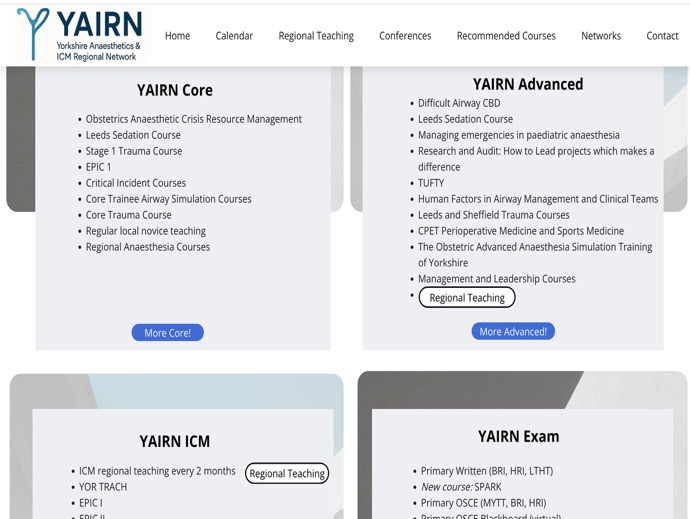 YAIRN
Yorkshire Anaesthetics &
ICM Regional Network
Home
Calendar
Regional Teaching
Conferences
Recommended Courses
Networks
Contact
YAIRN Core
• Obstetrics Anaesthetic Crisis Resource Management
• Leeds Sedation Course
• Stage 1 Trauma Course
• EPIC 1
• Critical Incident Courses
• Core Trainee Airway Simulation Courses
• Core Trauma Course
• Regular local novice teaching
• Regional Anaesthesia Courses
More Core!
YAIRN Advanced
• Difficult Airway CBD
• Leeds Sedation Course
• Managing emergencies in paediatric anaesthesia
• Research and Audit: How to Lead projects which makes a
difference
• TUFTY
• Human Factors in Airway Management and Clinical Teams
• Leeds and Sheffield Trauma Courses
• CPET Perioperative Medicine and Sports Medicine
• The Obstetric Advanced Anaesthesia Simulation Training
of Yorkshire
• Management and Leadership Courses
• Regional Teaching
More Advanced!
YAIRN ICM
• ICM regional teaching every 2 months
Regional Teaching
• YOR TRACH
• EPIC I
• EPIC II
YAIRN Exam
• Primary Written (BRI, HRI, LTHT)
• New course: SPARK
• Primary OSCE (MYTT, BRI, HRI)
• Primary OSCE Blackboard (virtual)